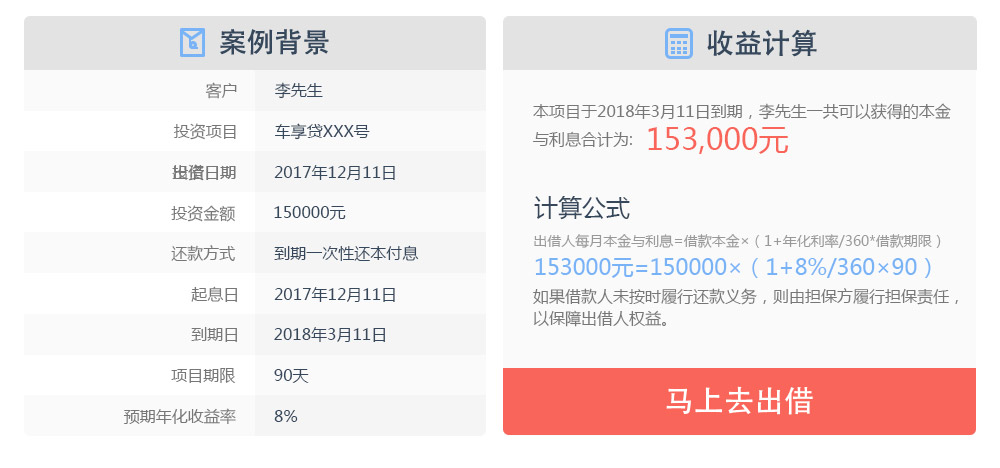 案例背景
客户 李先生
投资项目 车享贷XXX号
日期 2017年12月11日
投资金额 150000元
还款方式 到期一次性还本付息
起息日 2017年12月11日
到期日 2018年3月11日
项目期限 90天
预期年化收益率 8%
收益计算
本项目于2018年3月11日到期，李先生一共可以获得的本金
与利息合计为: 153,000元
计算公式
出借人每月本金与利息=借款本金×（1+年化利率/360*借款期限）
153000元=150000×（1+8%/360×90）
如果借款人未按时履行还款义务，则由担保方履行担保责任，
以保障出借人权益。
马上去出借